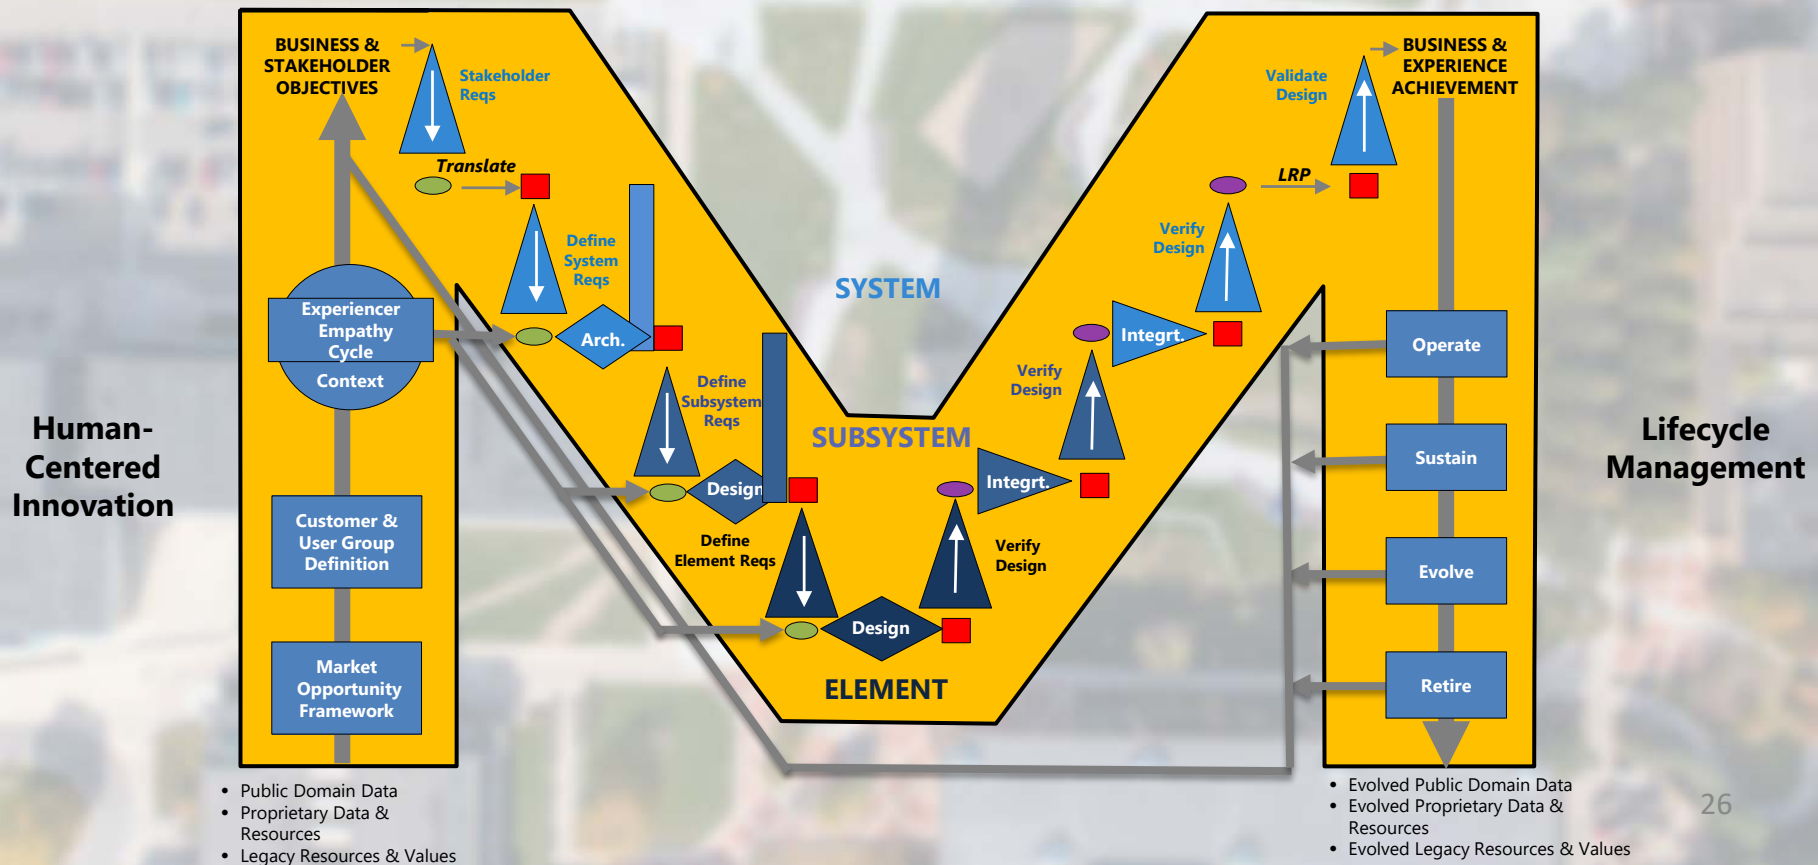 BUSINESS &
STAKEHOLDER
OBJECTIVES
Stakeholder
Reqs
Translate
Define
System
Reqs
Arch.
Define
Subsystem
Reqs
Design
Define
Element Reqs
Design
SYSTEM
SUBSYSTEM
ELEMENT
Verify
Design
Integrt.
Verify
Design
Integrt.
Verify
Design
LRP
Validate
Design
BUSINESS &
EXPERIENCE
ACHIEVEMENT
Experiencer
Empathy
Cycle
Context
Customer &
User Group
Definition
Market
Opportunity
Framework
Human-
Centered
Innovation
Operate
Sustain
Evolve
Retire
Lifecycle
Management
• Public Domain Data
• Proprietary Data &
Resources
• Legacy Resources & Values
• Evolved Public Domain Data
• Evolved Proprietary Data &
Resources
• Evolved Legacy Resources & Values
26